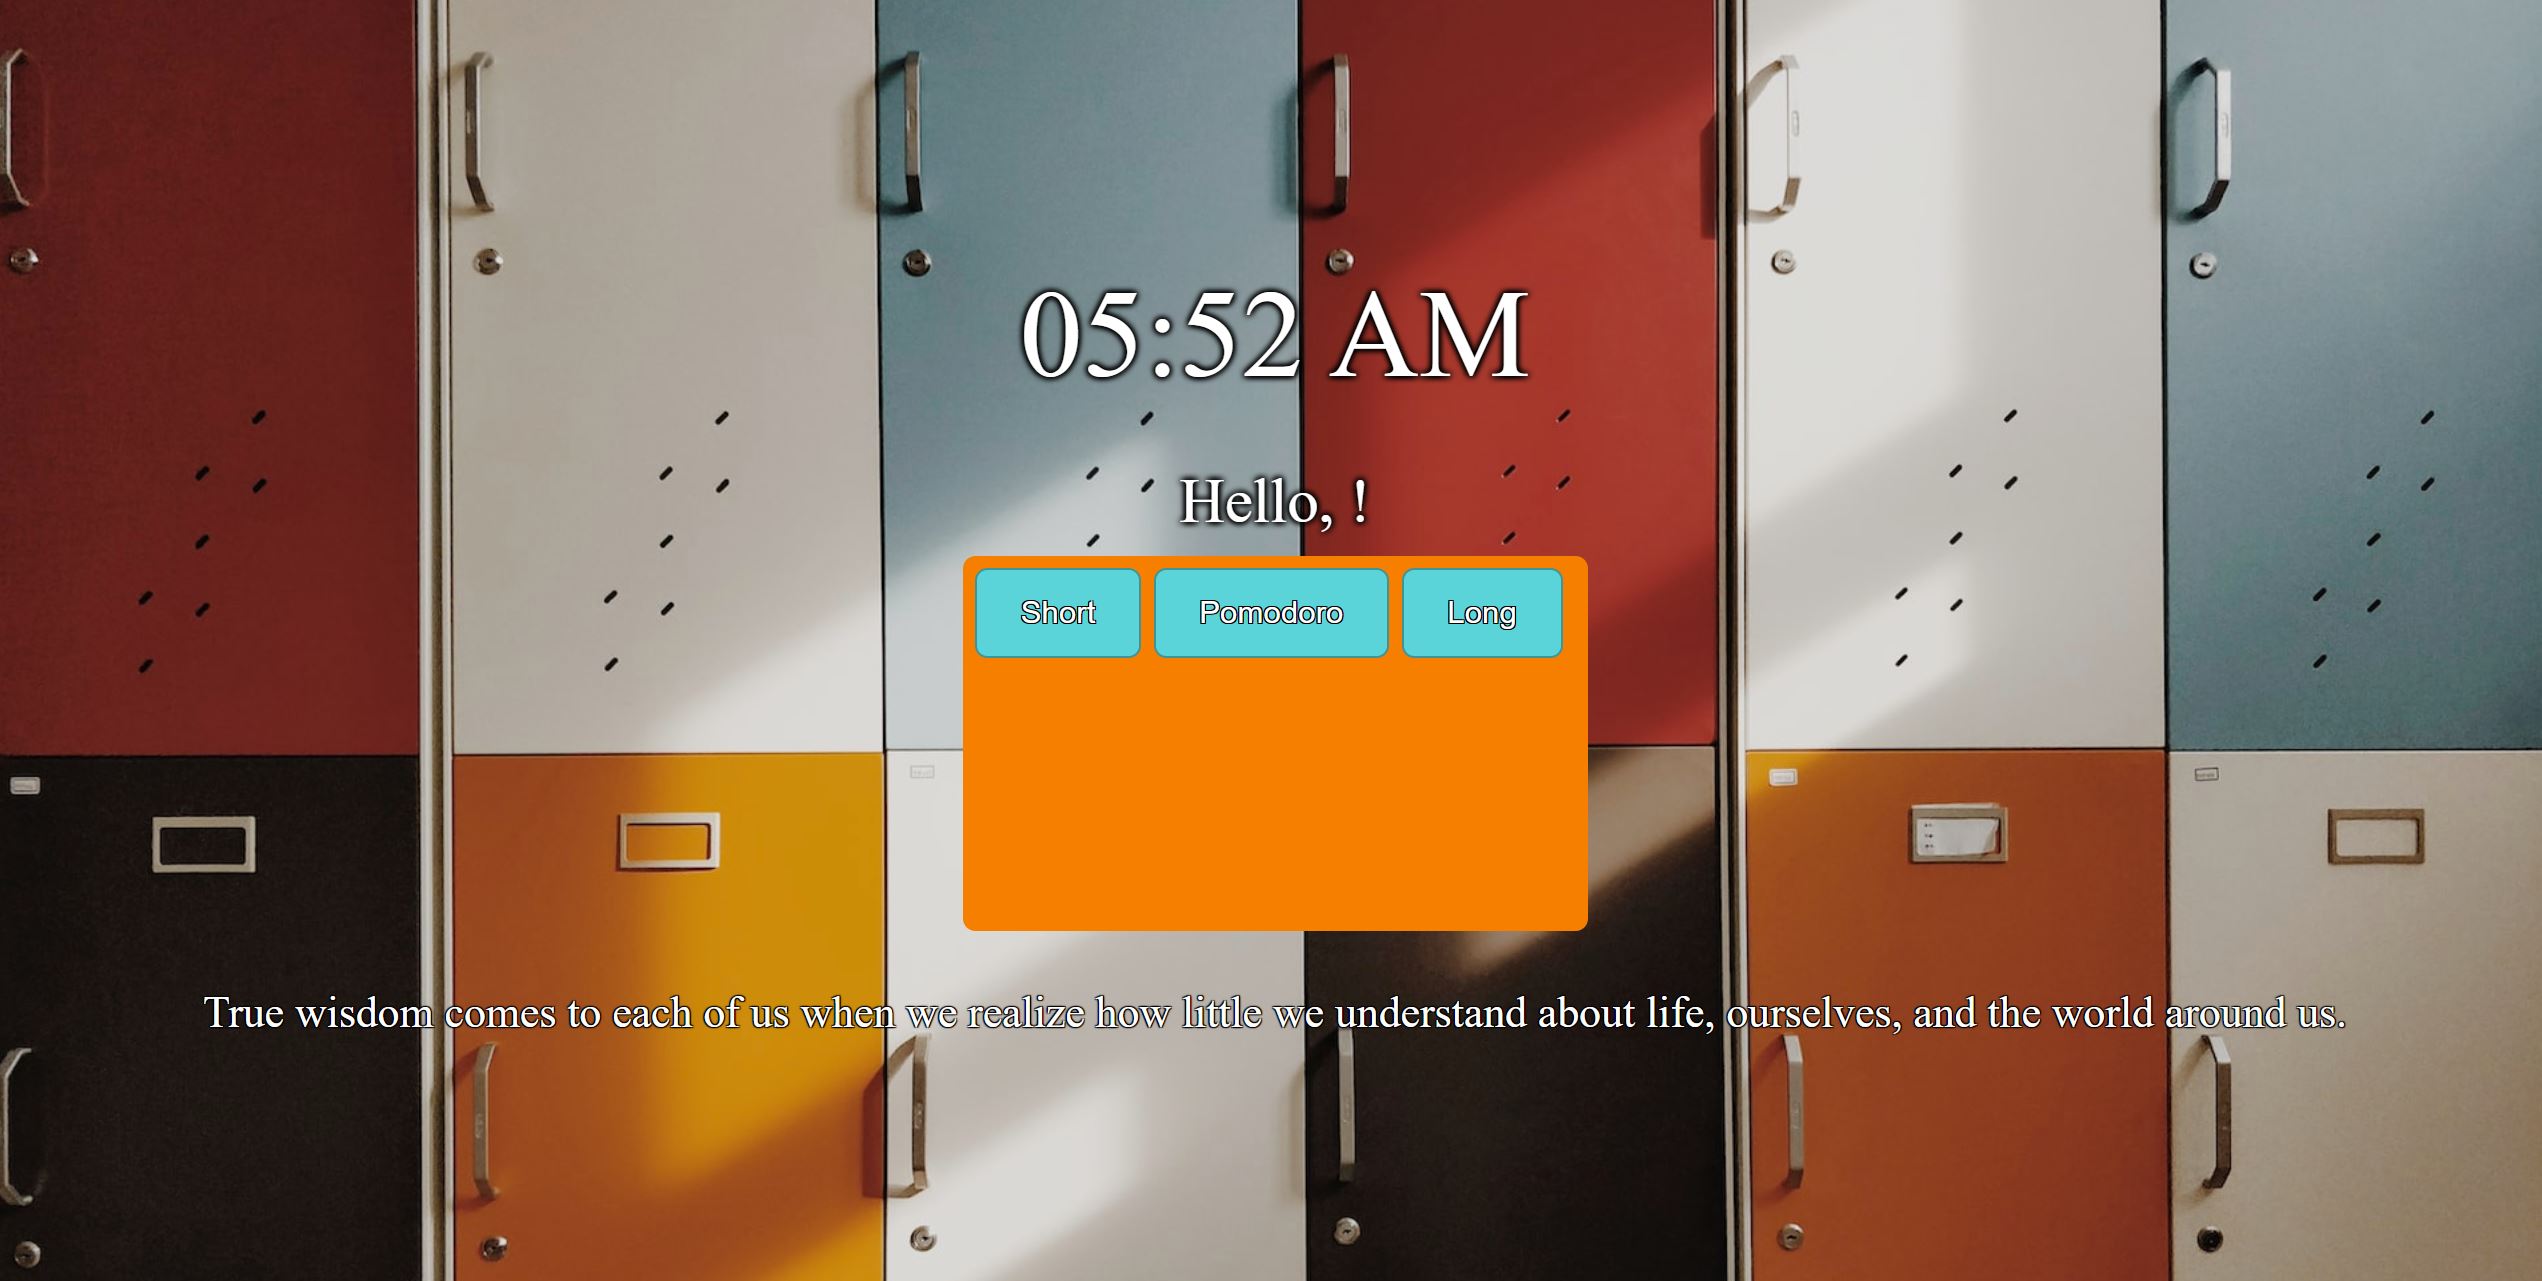 05:52 AM
Hello, !
Short Pomodoro Long
True wisdom comes to each of us when we realize how little we understand about life, ourselves, and the world around us.